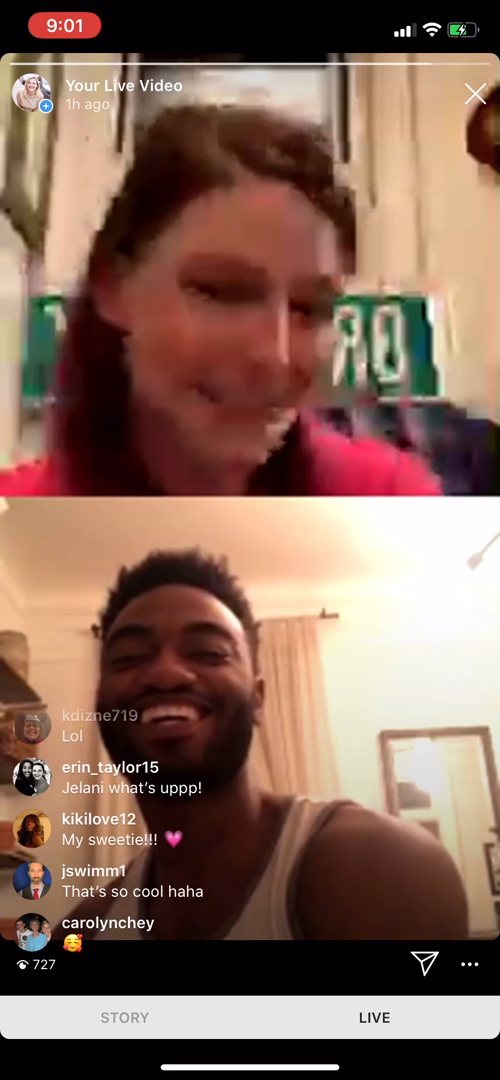 9:01
Your Live Video
1h ago
kdizne719
Lol
erin_taylor15
Jelani what's uppp!
kikilove12
My sweetie!!! 💗
jswimm1
That's so cool haha
carolynchey
🥰
727
STORY
LIVE